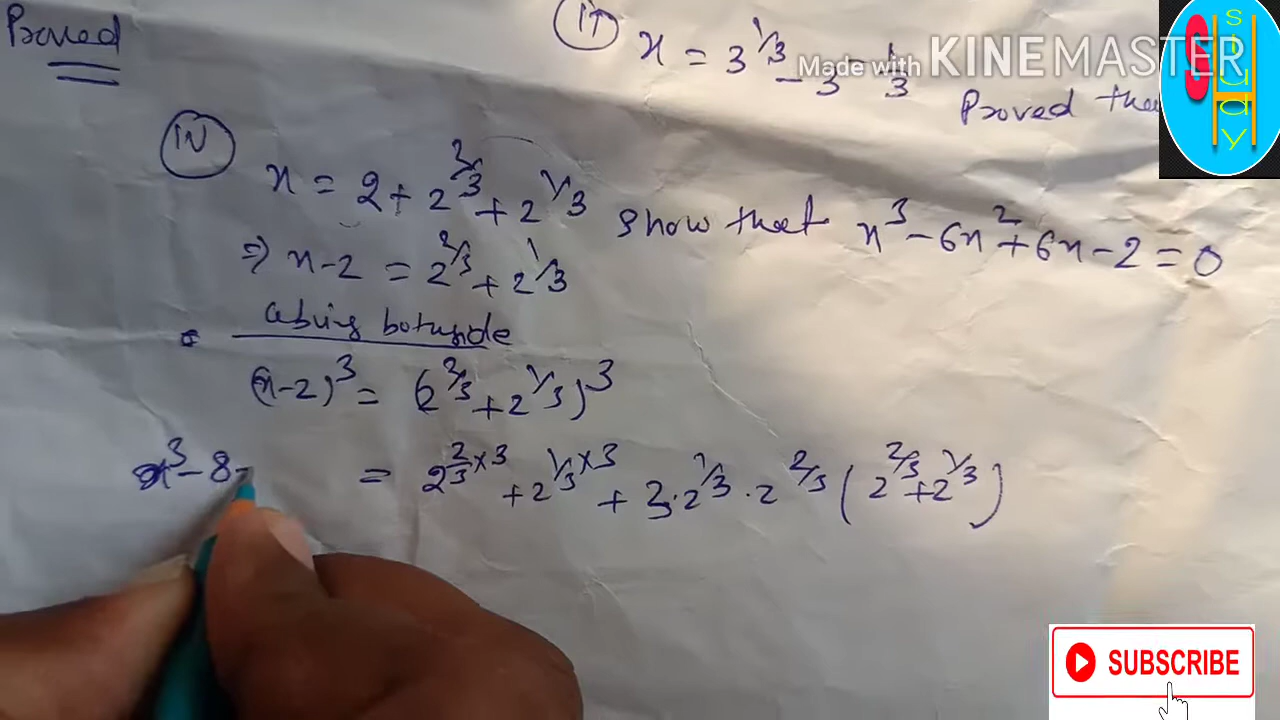 Proved
(iii) x = 3^1/3 - 3^-1/3
Made with KINEMASTER
Proved
Study
(iv) x = 2 + 2^2/3 + 2^1/3 show that x^3 - 6x^2 + 6x - 2 = 0
⇒ x-2 = 2^2/3 + 2^1/3
both side
(x-2)^3 = (2^2/3 + 2^1/3)^3
x^3 - 8 - = 2^2/3×3 + 2^1/3×3 + 3·2^1/3·2^2/3 (2^2/3 + 2^1/3)
SUBSCRIBE